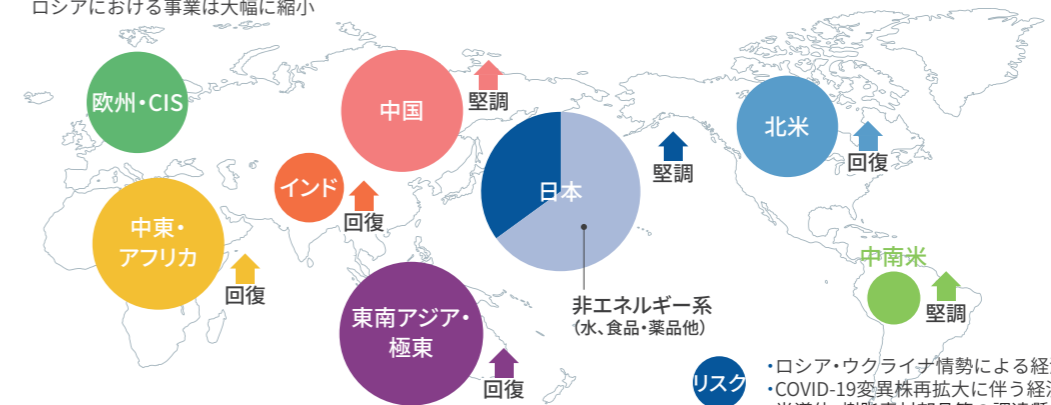 ロシアにおける事業は大幅に縮小
欧州・CIS
中国
堅調
北米
回復
インド
回復
日本
堅調
中東・
アフリカ
回復
中南米
堅調
東南アジア・
極東
回復
非エネルギー系
(水、食品・薬品他)
リスク
・ロシア・ウクライナ情勢による経
・COVID-19変異株再拡大に伴う経